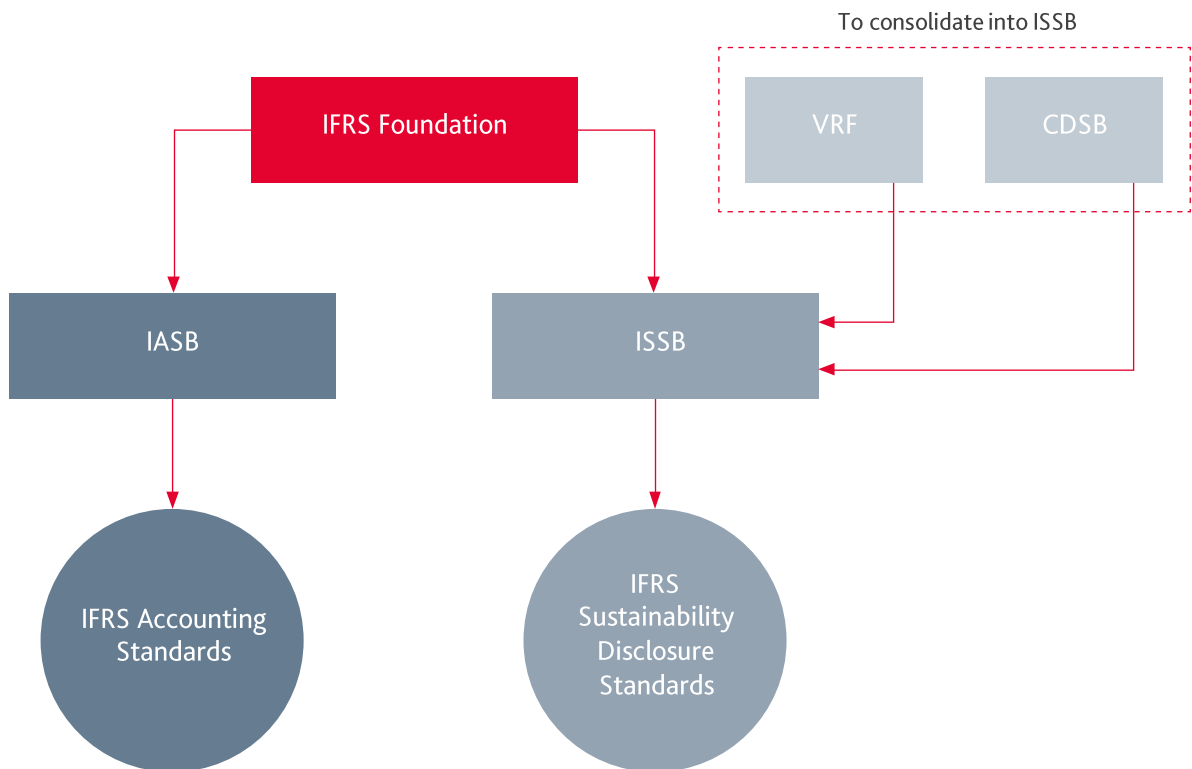 To consolidate into ISSB
IFRS Foundation
VRF
CDSB
IASB
ISSB
IFRS Accounting
Standards
IFRS
Sustainability
Disclosure
Standards